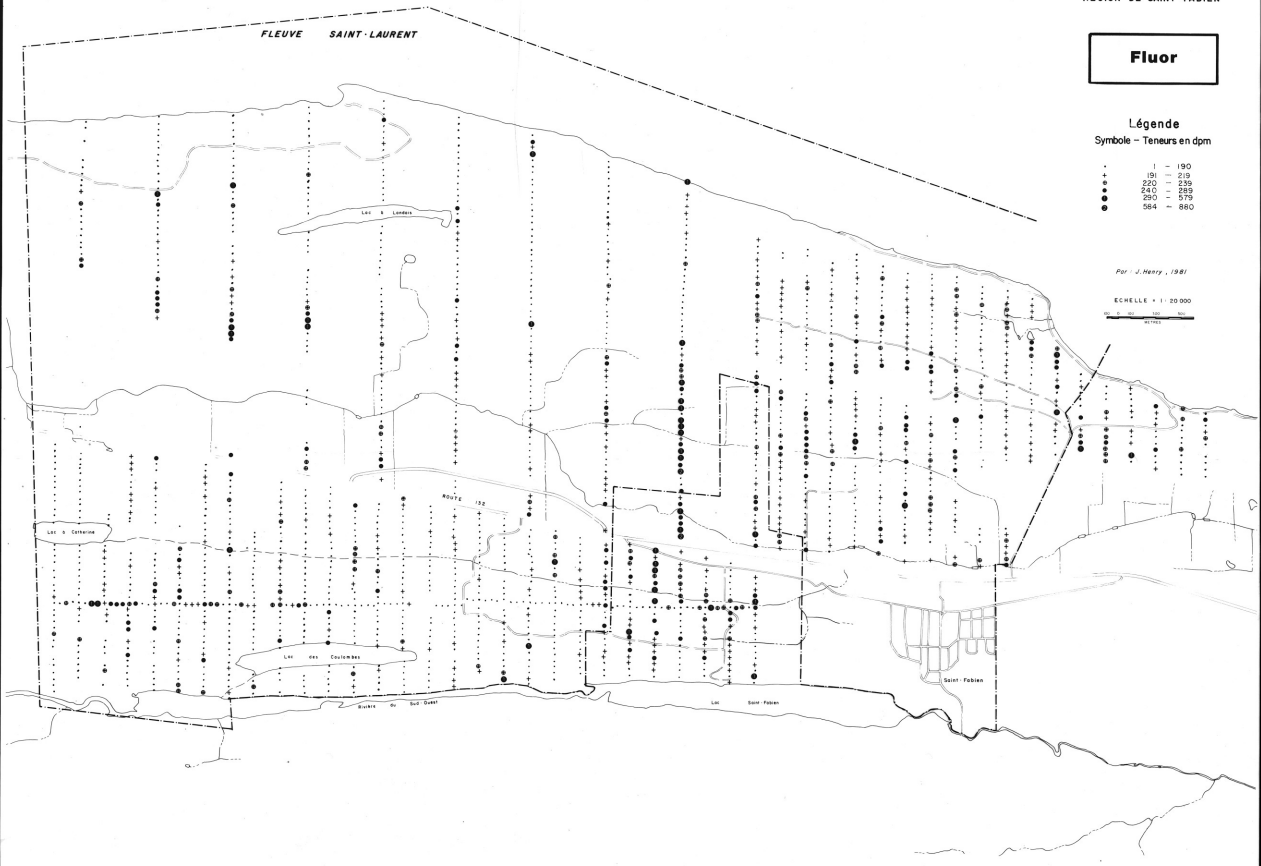 FLEUVE SAINT-LAURENT
Fluor
Légende
Symbole - Teneurs en dpm
1 - 190
191 - 219
220 - 239
240 - 289
290 - 579
584 - 880
Par : J. Henry, 1981
ECHELLE = 1 : 20 000
METRES
Lac à Landais
ROUTE 132
Lac à Catherine
Lac des Coulombes
Saint-Fabien
Rivière du Sud-Ouest
Lac Saint-Fabien